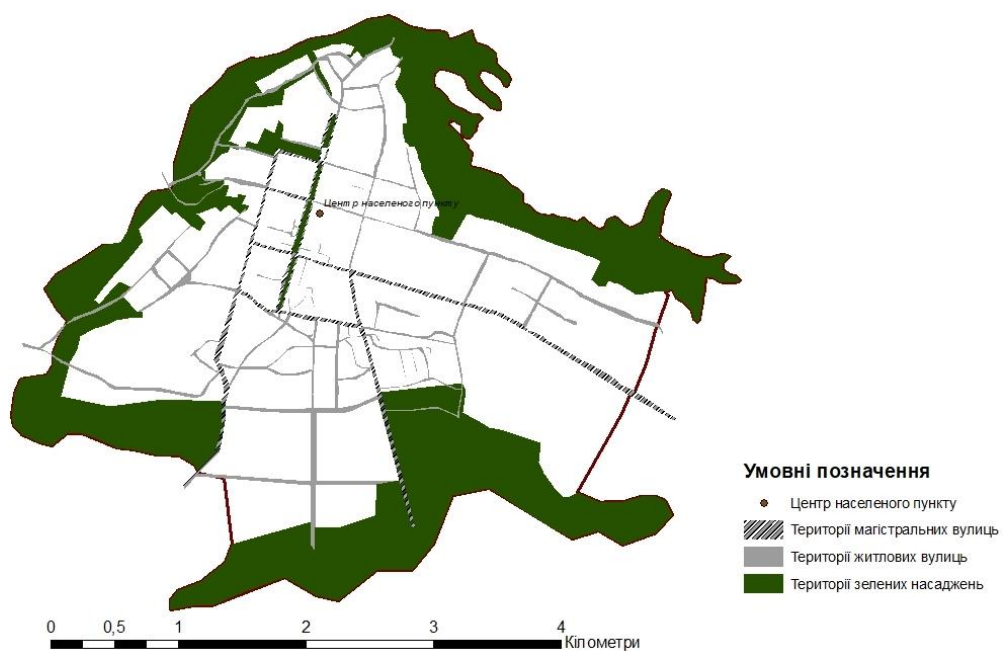 Центр населеного пункту
Умовні позначення
Центр населеного пункту
Території магістральних вулиць
Території житлових вулиць
Території зелених насаджень
0 0,5 1 2 3 4
Кілометри